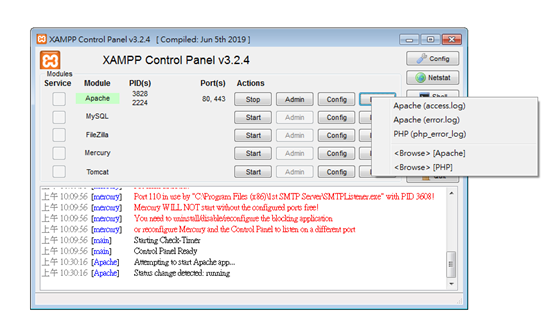 XAMPP Control Panel v3.2.4 [ Compiled: Jun 5th 2019 ]
XAMPP Control Panel v3.2.4
Config
Modules
Service Module PID(s) Port(s) Actions
Netstat
Apache 3828 2224 80, 443 Stop Admin Config
Shell
Apache (access.log)
MySQL Start Admin Config
Apache (error.log)
FileZilla Start Admin Config
PHP (php_error_log)
Mercury Start Admin Config
<Browse> [Apache]
Tomcat Start Admin Config
<Browse> [PHP]
Quit
上午 10:09:56 [mercury] Port 110 in use by "C:\Program Files (x86)\1st SMTP Server\SMTPListener.exe" with PID 3608!
上午 10:09:56 [mercury] Mercury WILL NOT start without the configured ports free!
上午 10:09:56 [mercury] You need to uninstall/disable/reconfigure the blocking application
上午 10:09:56 [mercury] or reconfigure Mercury and the Control Panel to listen on a different port
上午 10:09:56 [main] Starting Check-Timer
上午 10:09:56 [main] Control Panel Ready
上午 10:30:16 [Apache] Attempting to start Apache app...
上午 10:30:16 [Apache] Status change detected: running